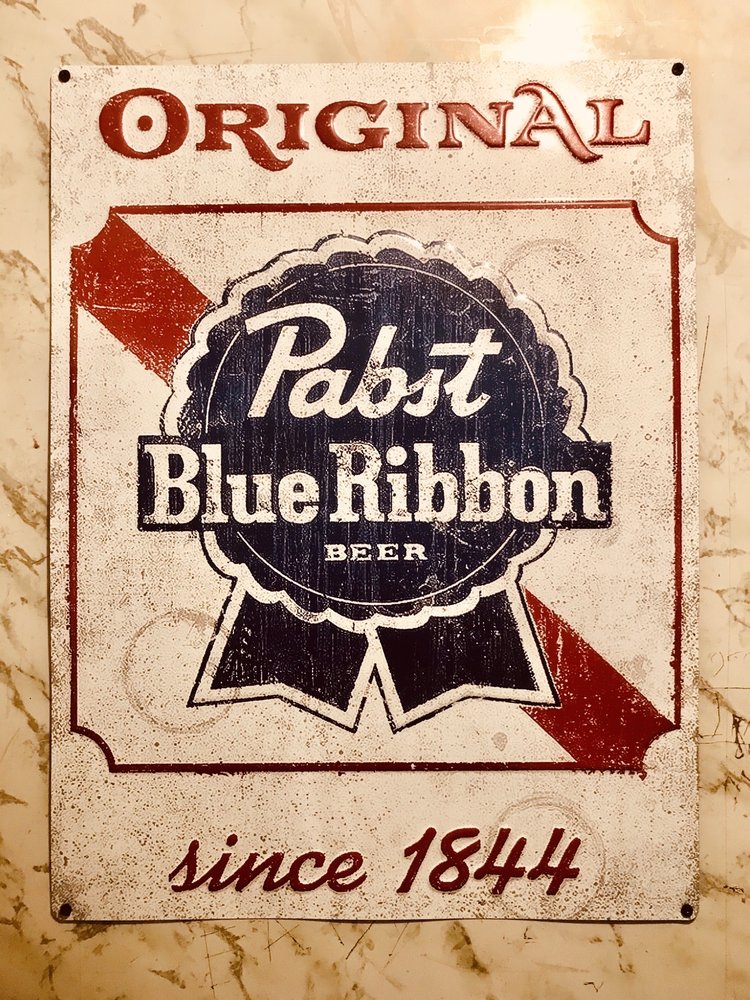 ORIGINAL
Pabst
Blue Ribbon
BEER
since 1844